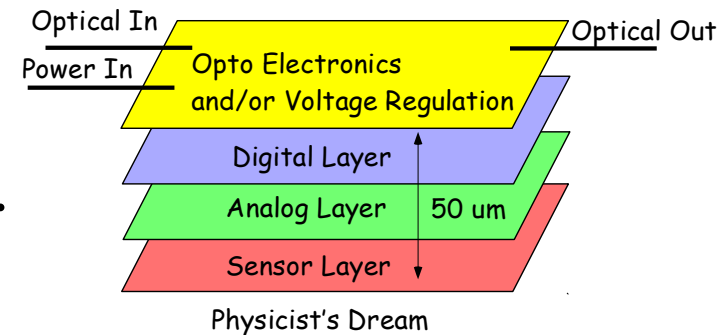 Optical In
Optical Out
Power In
Opto Electronics
and/or Voltage Regulation
Digital Layer
Analog Layer
50 um
Sensor Layer
Physicist's Dream